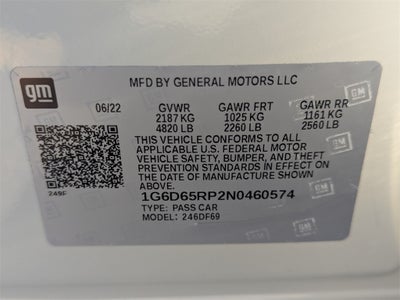 gm
MFD BY GENERAL MOTORS LLC
06/22 GVWR GAWR FRT GAWR RR
2187 KG 1025 KG 1161 KG
4820 LB 2260 LB 2560 LB
THIS VEHICLE CONFORMS TO ALL
APPLICABLE U.S. FEDERAL MOTOR
VEHICLE SAFETY, BUMPER, AND THEFT
PREVENTION STANDARDS IN EFFECT ON
THE DATE OF MANUFACTURE SHOWN
ABOVE.
1G6D65RP2N0460574
TYPE: PASS CAR
MODEL: 246DF69